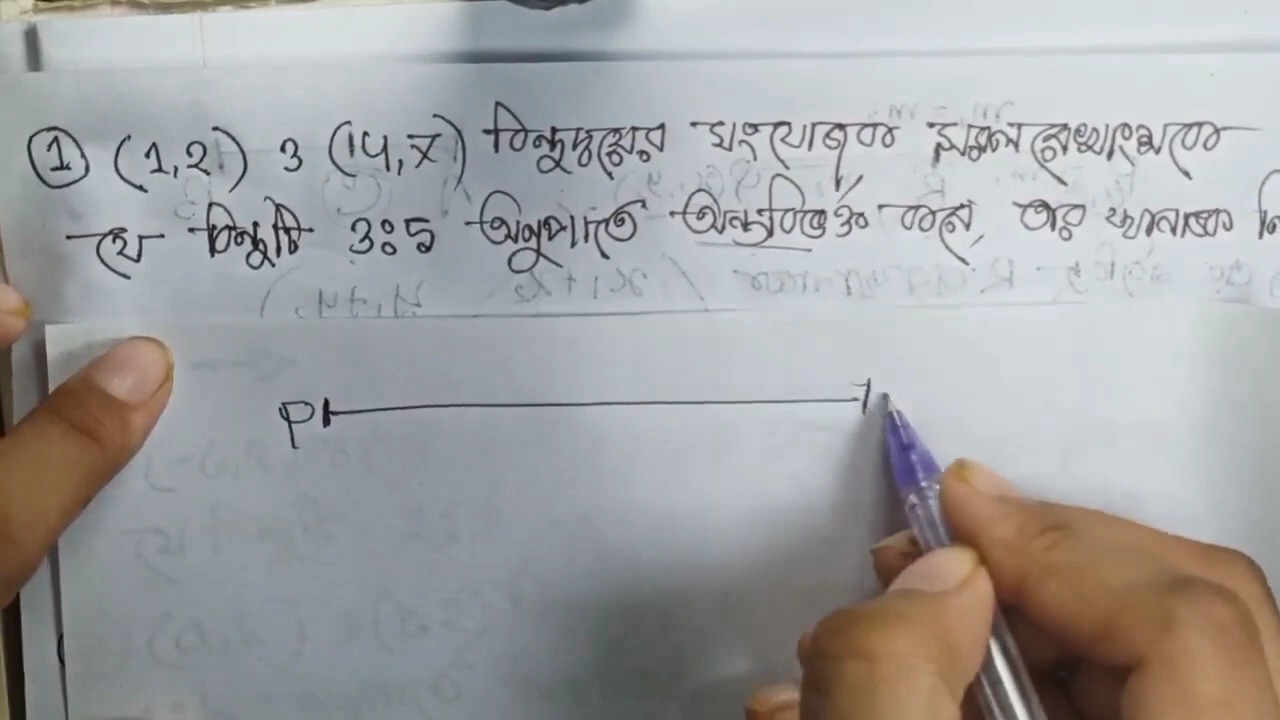 ① (1,2) ও (14,7) বিন্দুদ্বয়ের সংযোজক সরলরেখাংশকে
যে বিন্দুটি 3:5 অনুপাতে অন্তর্বিভক্ত করে, তার স্থানাঙ্ক নি
P